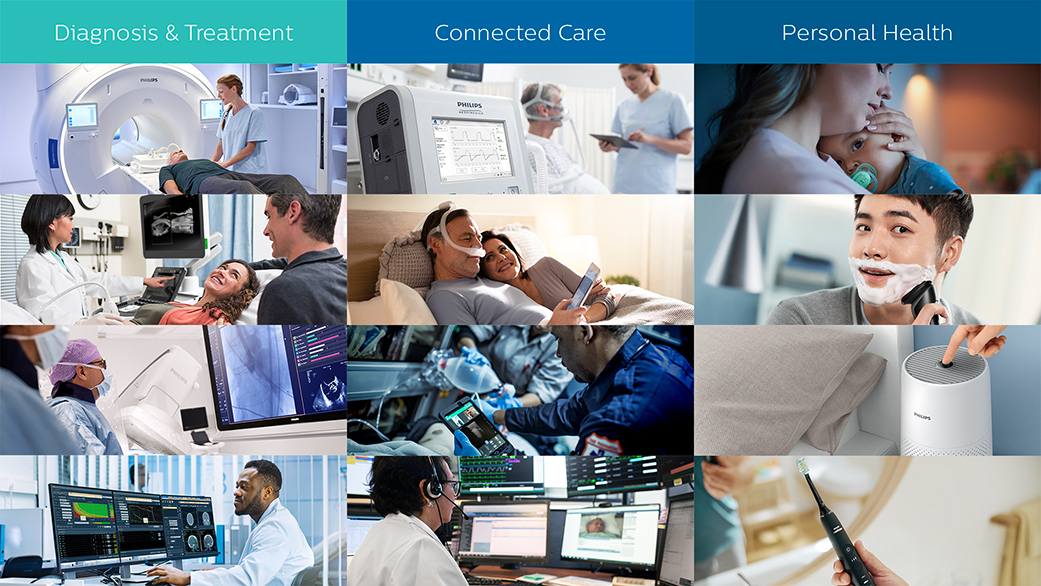 Diagnosis & Treatment
Connected Care
Personal Health
PHILIPS
PHILIPS
PHILIPS
PHILIPS